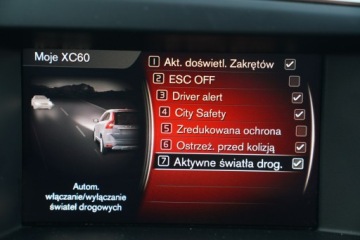 Moje XC60
1 Akt. doświetl. Zakrętów
2 ESC OFF
3 Driver alert
4 City Safety
5 Zredukowana ochrona
6 Ostrzeż. przed kolizją
7 Aktywne światła drog.
Autom.
włączanie/wyłączanie
świateł drogowych